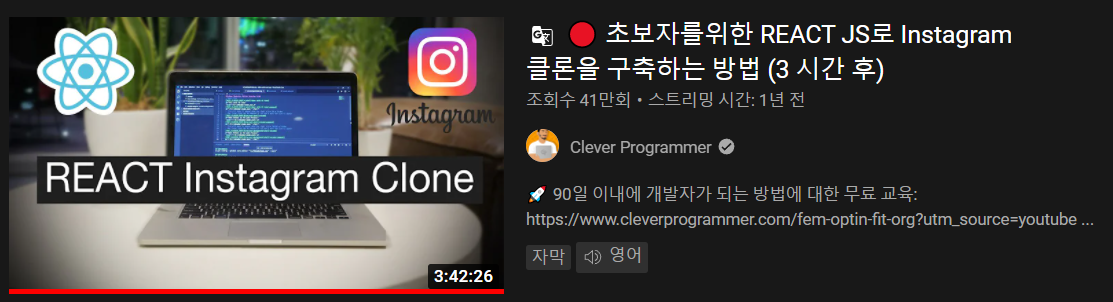 Instagram
REACT Instagram Clone
3:42:26
🔴 초보자를위한 REACT JS로 Instagram
클론을 구축하는 방법 (3 시간 후)
조회수 41만회 • 스트리밍 시간: 1년 전
Clever Programmer
🚀 90일 이내에 개발자가 되는 방법에 대한 무료 교육:
https://www.cleverprogrammer.com/fem-optin-fit-org?utm_source=youtube ...
자막
영어